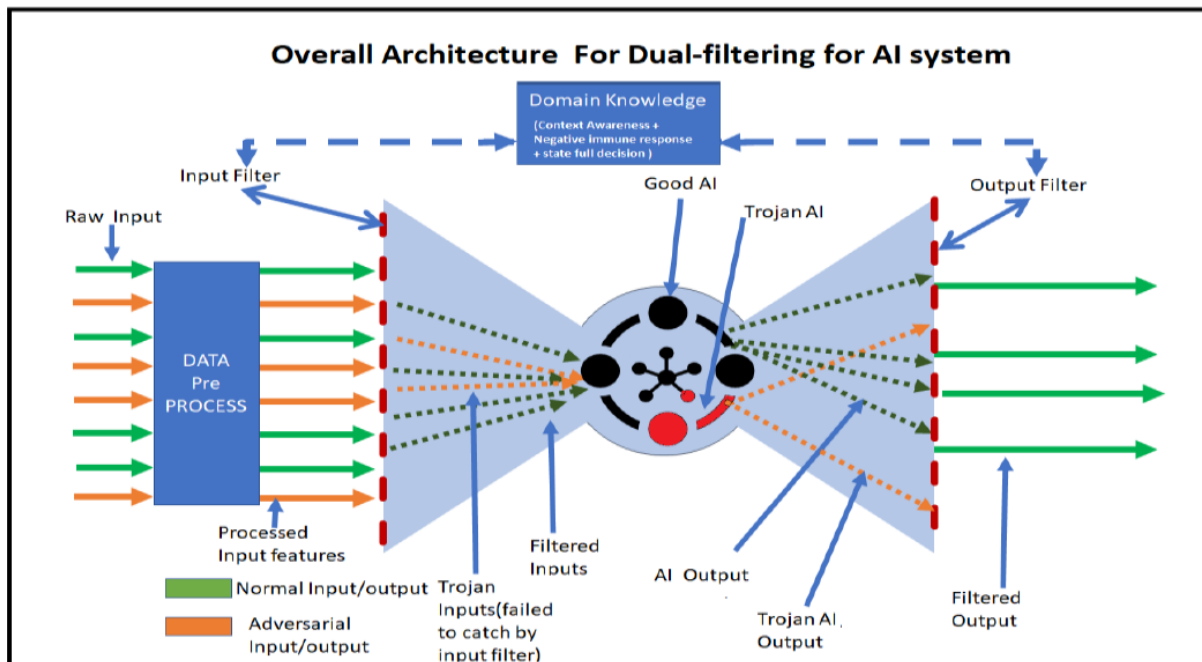 Overall Architecture For Dual-filtering for AI system
Domain Knowledge
(Context Awareness +
Negative immune response
+ state full decision )
Input Filter
Good AI
Output Filter
Raw Input
Trojan AI
DATA
Pre
PROCESS
Processed
Input features
Filtered
Inputs
AI Output
Normal Input/output
Trojan
Inputs(failed
to catch by
input filter)
Adversarial
Input/output
Trojan AI.
Output
Filtered
Output